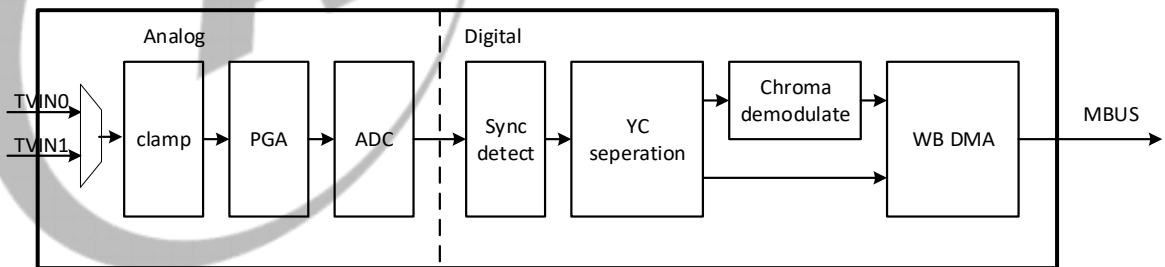 Analog
Digital
TVIN0
TVIN1
clamp
PGA
ADC
Sync
detect
YC
seperation
Chroma
demodulate
WB DMA
MBUS